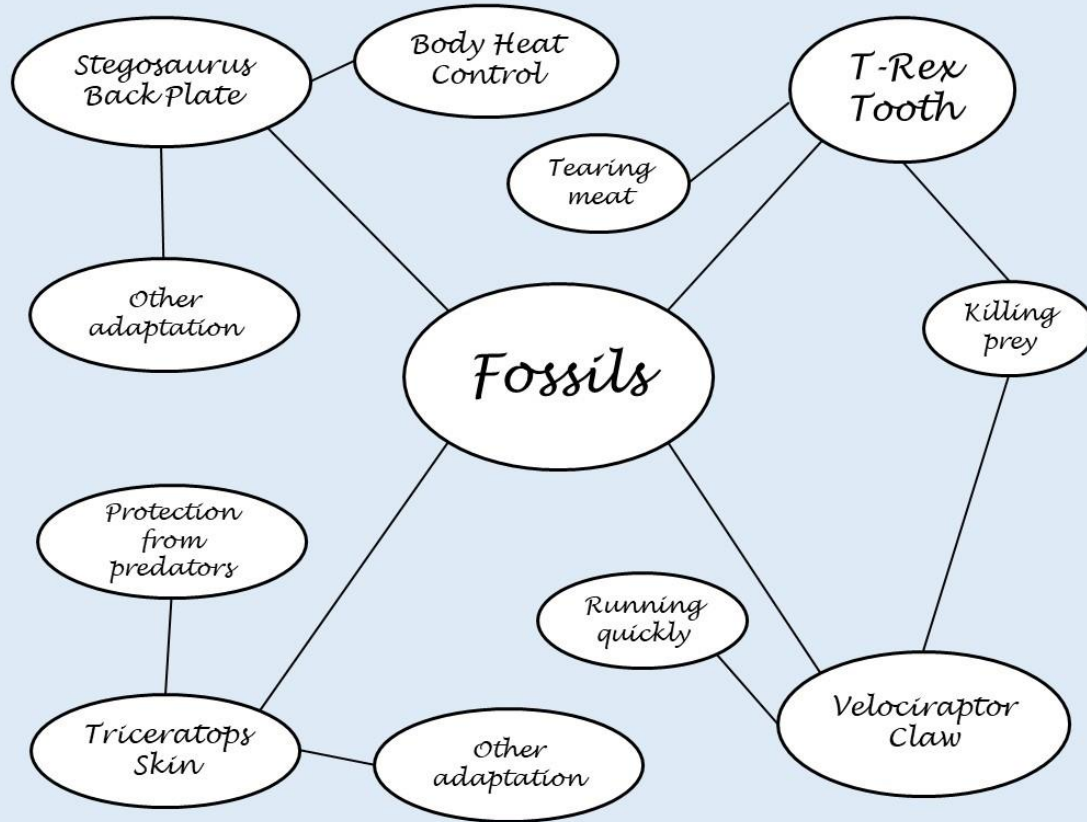 Stegosaurus
Back Plate
Body Heat
Control
T-Rex
Tooth
Tearing
meat
Other
adaptation
Killing
prey
Fossils
Protection
from
predators
Running
quickly
Triceratops
Skin
Other
adaptation
Velociraptor
Claw